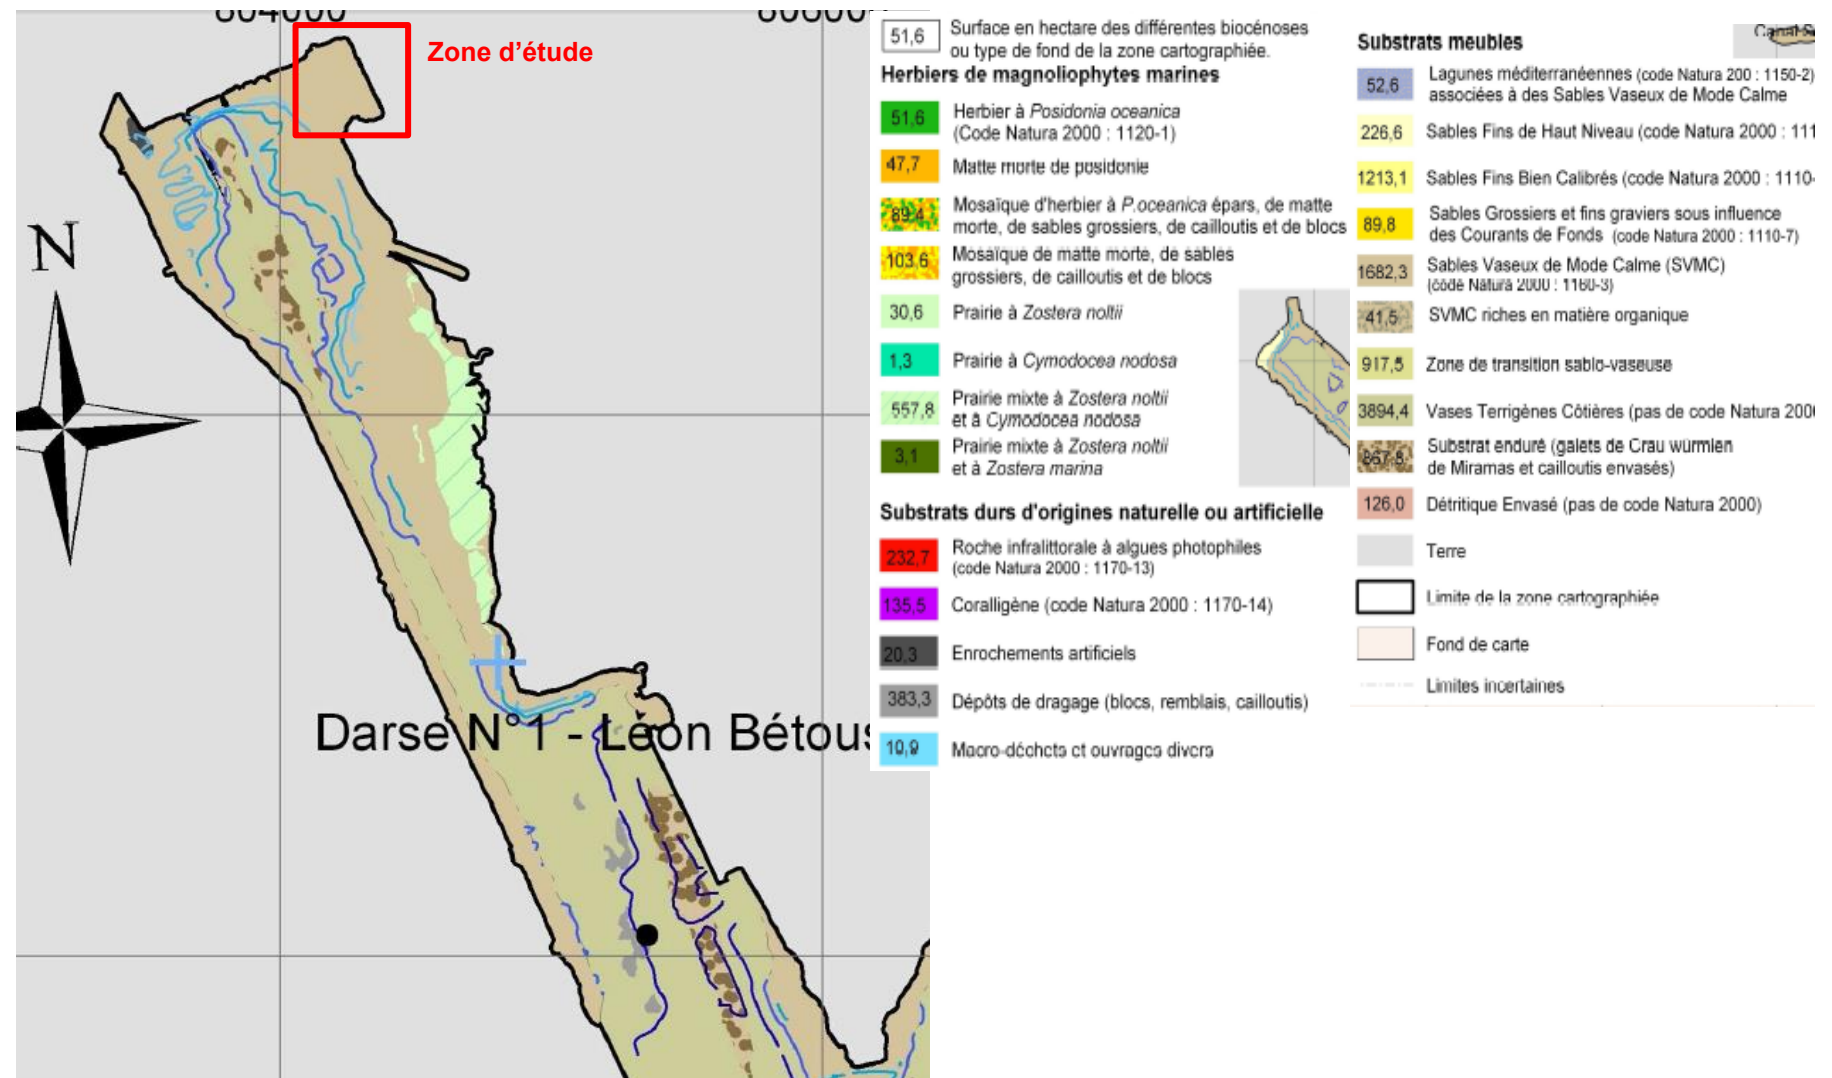 Zone d’étude
N
Darse N°1 - Léon Bétous
51,6 Surface en hectare des différentes biocénoses
ou type de fond de la zone cartographiée.
Herbiers de magnoliophytes marines
51,6 Herbier à Posidonia oceanica
(Code Natura 2000 : 1120-1)
47,7 Matte morte de posidonie
89,4 Mosaïque d'herbier à P.oceanica épars, de matte
morte, de sables grossiers, de cailloutis et de blocs
103,6 Mosaïque de matte morte, de sables
grossiers, de cailloutis et de blocs
30,6 Prairie à Zostera noltii
1,3 Prairie à Cymodocea nodosa
557,8 Prairie mixte à Zostera noltii
et à Cymodocea nodosa
3,1 Prairie mixte à Zostera noltii
et à Zostera marina
Substrats durs d'origines naturelle ou artificielle
232,7 Roche infralittorale à algues photophiles
(code Natura 2000 : 1170-13)
135,5 Coralligène (code Natura 2000 : 1170-14)
20,3 Enrochements artificiels
383,3 Dépôts de dragage (blocs, remblais, cailloutis)
10,9 Macro-déchets et ouvrages divers
Substrats meubles
52,6 Lagunes méditerranéennes (code Natura 200 : 1150-2)
associées à des Sables Vaseux de Mode Calme
226,6 Sables Fins de Haut Niveau (code Natura 2000 : 111
1213,1 Sables Fins Bien Calibrés (code Natura 2000 : 1110-
89,8 Sables Grossiers et fins graviers sous influence
des Courants de Fonds (code Natura 2000 : 1110-7)
1682,3 Sables Vaseux de Mode Calme (SVMC)
(code Natura 2000 : 1160-3)
41,5 SVMC riches en matière organique
917,5 Zone de transition sablo-vaseuse
3894,4 Vases Terrigènes Côtières (pas de code Natura 200
867,8 Substrat enduré (galets de Crau würmien
de Miramas et cailloutis envasés)
126,0 Détritique Envasé (pas de code Natura 2000)
Terre
Limite de la zone cartographiée
Fond de carte
Limites incertaines